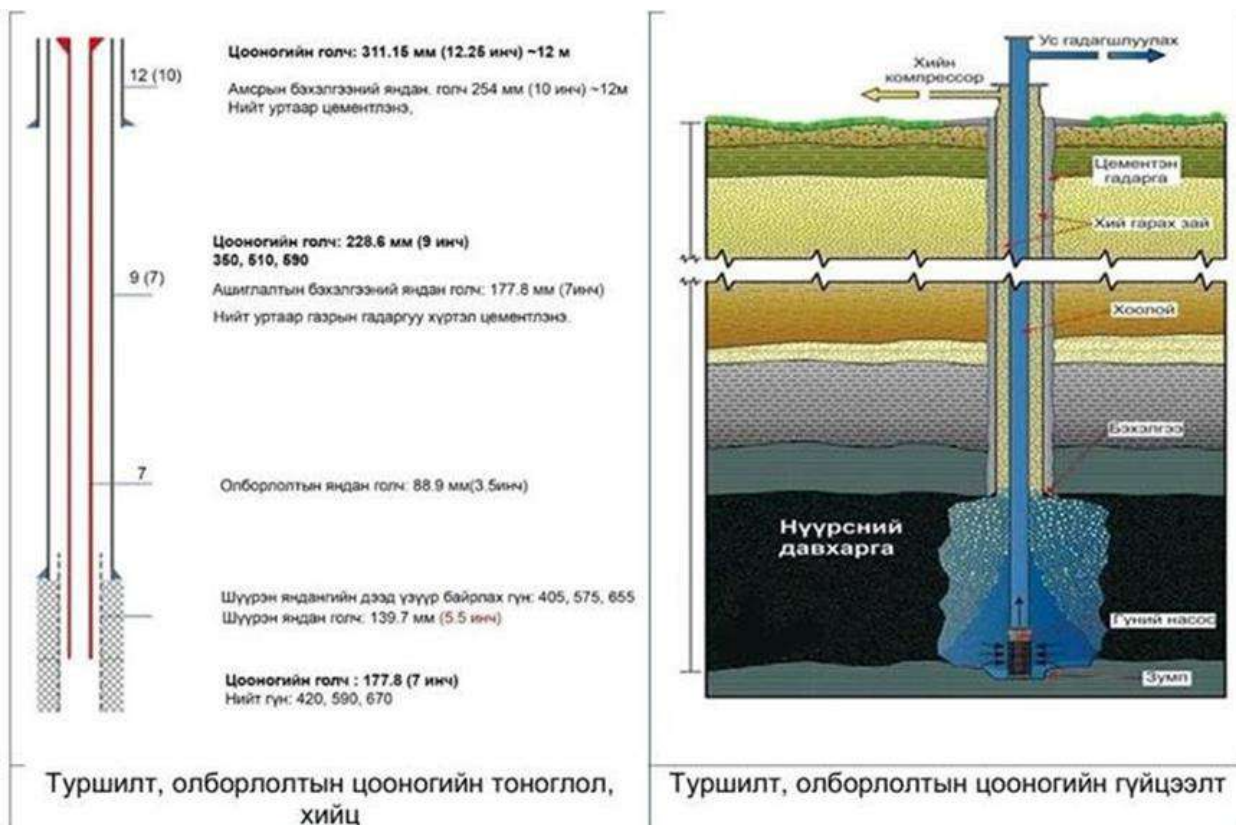 Цооногийн голч: 311.15 мм (12.25 инч) ~12 м
12 (10)
Амсрын бэхэлгээний яндан. голч 254 мм (10 инч) ~12м
Нийт уртаар цементлэнэ,
Цооногийн голч: 228.6 мм (9 инч)
350, 510, 590
9 (7)
Ашиглалтын бэхэлгээний яндан голч: 177.8 мм (7инч)
Нийт уртаар газрын гадаргуу хүртэл цементлэнэ.
7
Олборлолтын яндан голч: 88.9 мм(3.5инч)
Шүүрэн яндангийн дээд үзүүр байрлах гүн: 405, 575, 655
Шүүрэн яндан голч: 139.7 мм (5.5 инч)
Цооногийн голч : 177.8 (7 инч)
Нийт гүн: 420, 590, 670
Туршилт, олборлолтын цооногийн тоноглол,
хийц
Ус гадагшлуулах
Хийн
компрессор
Цементэн
гадарга
Хий гарах зай
Хоолой
Бэхэлгээ
Нүүрсний
давхарга
Гүний насос
Зумп
Туршилт, олборлолтын цооногийн гүйцээлт